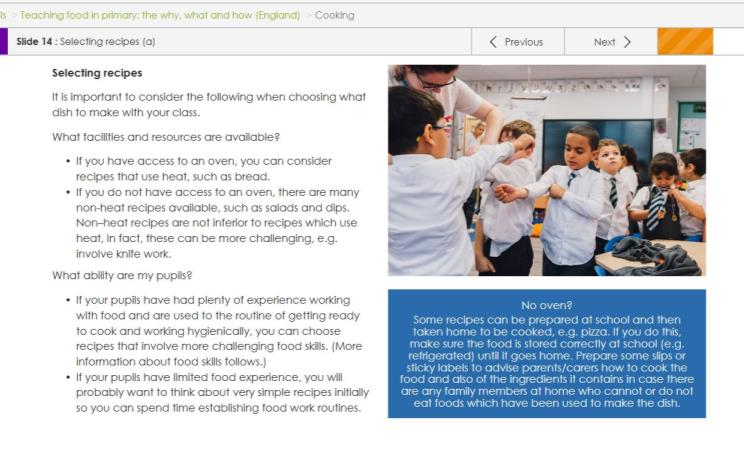 ls > Teaching food in primary: the why, what and how (England) > Cooking
Slide 14 : Selecting recipes (a)
Previous
Next
Selecting recipes
It is important to consider the following when choosing what
dish to make with your class.
What facilities and resources are available?
• If you have access to an oven, you can consider
recipes that use heat, such as bread.
• If you do not have access to an oven, there are many
non-heat recipes available, such as salads and dips.
Non–heat recipes are not inferior to recipes which use
heat, in fact, these can be more challenging, e.g.
involve knife work.
What ability are my pupils?
• If your pupils have had plenty of experience working
with food and are used to the routine of getting ready
to cook and working hygienically, you can choose
recipes that involve more challenging food skills. (More
information about food skills follows.)
• If your pupils have limited food experience, you will
probably want to think about very simple recipes initially
so you can spend time establishing food work routines.
No oven?
Some recipes can be prepared at school and then
taken home to be cooked, e.g. pizza. If you do this,
make sure the food is stored correctly at school (e.g.
refrigerated) until it goes home. Prepare some slips or
sticky labels to advise parents/carers how to cook the
food and also of the ingredients it contains in case there
are any family members at home who cannot or do not
eat foods which have been used to make the dish.